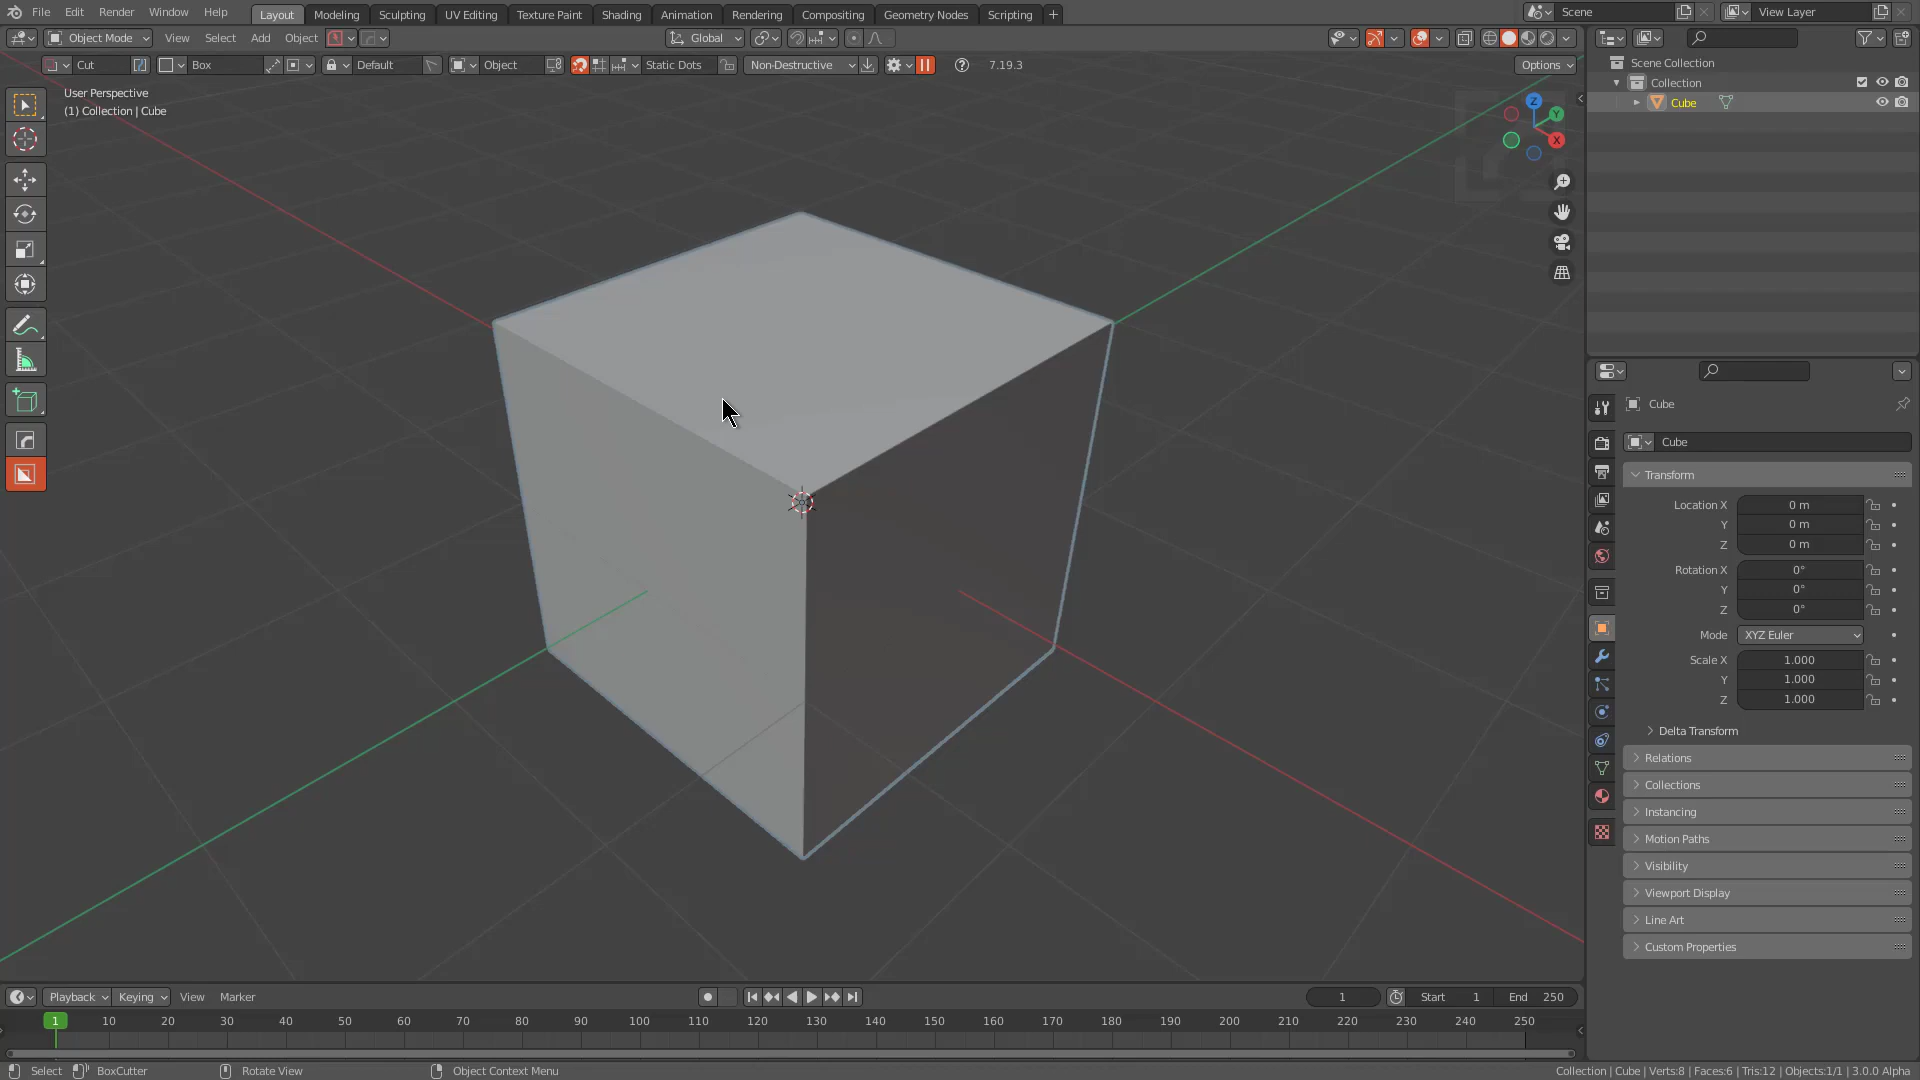 File Edit Render Window Help Layout Modeling Sculpting UV Editing Texture Paint Shading Animation Rendering Compositing Geometry Nodes Scripting + Scene View Layer
Object Mode View Select Add Object Global
Cut Box Default Object Static Dots Non-Destructive 7.19.3 Options
User Perspective
(1) Collection | Cube
Z
Y
X
Scene Collection
Collection
Cube
Cube
Cube
Transform
Location X 0 m
Y 0 m
Z 0 m
Rotation X 0°
Y 0°
Z 0°
Mode XYZ Euler
Scale X 1.000
Y 1.000
Z 1.000
Delta Transform
Relations
Collections
Instancing
Motion Paths
Visibility
Viewport Display
Line Art
Custom Properties
Playback Keying View Marker 1 Start 1 End 250
1 10 20 30 40 50 60 70 80 90 100 110 120 130 140 150 160 170 180 190 200 210 220 230 240 250
Select BoxCutter Rotate View Object Context Menu Collection | Cube | Verts:8 | Faces:6 | Tris:12 | Objects:1/1 | 3.0.0 Alpha